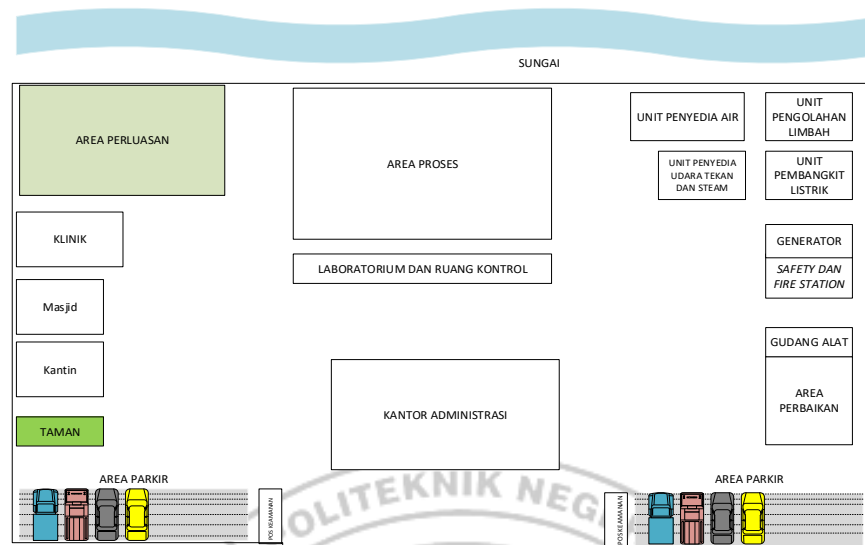 SUNGAI
AREA PERLUASAN
AREA PROSES
UNIT PENYEDIA AIR
UNIT
PENGOLAHAN
LIMBAH
UNIT PENYEDIA
UDARA TEKAN
DAN STEAM
UNIT
PEMBANGKIT
LISTRIK
KLINIK
GENERATOR
LABORATORIUM DAN RUANG KONTROL
SAFETY DAN
FIRE STATION
Masjid
GUDANG ALAT
Kantin
AREA
PERBAIKAN
KANTOR ADMINISTRASI
TAMAN
AREA PARKIR
AREA PARKIR
POS KEAMANAN
POSKEAMANAN
OLITEKNIK NEG